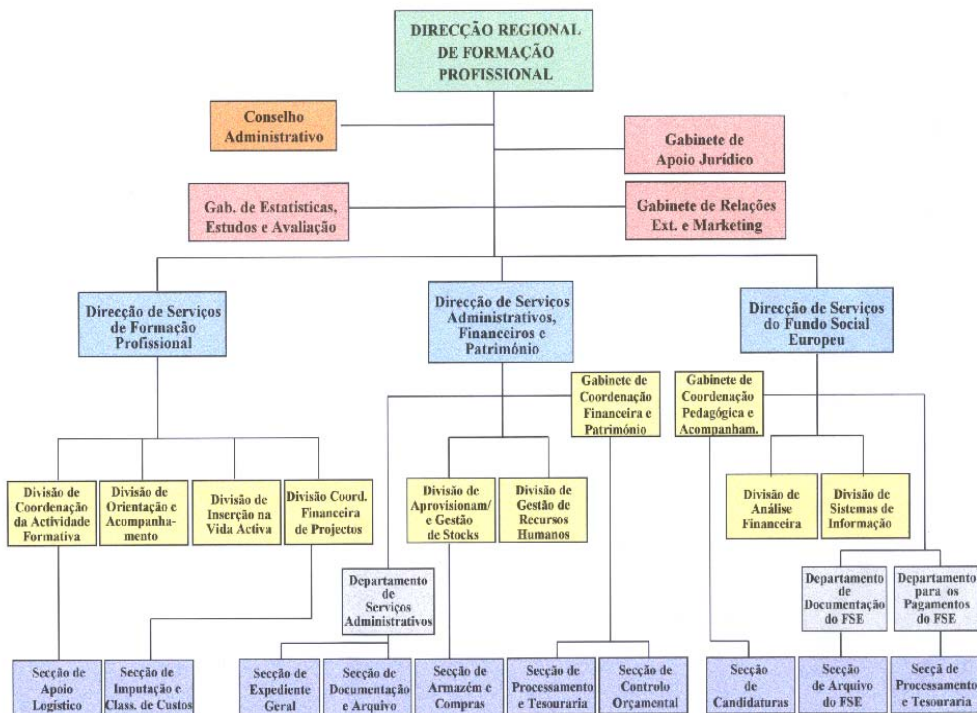 DIRECÇÃO REGIONAL
DE FORMAÇÃO
PROFISSIONAL
Conselho
Administrativo
Gabinete de
Apoio Jurídico
Gab. de Estatísticas,
Estudos e Avaliação
Gabinete de Relações
Ext. e Marketing
Direcção de Serviços
de Formação
Profissional
Direcção de Serviços
Administrativos,
Financeiros e
Património
Direcção de Serviços
do Fundo Social
Europeu
Gabinete de
Coordenação
Financeira e
Património
Gabinete de
Coordenação
Pedagógica e
Acompanham.
Divisão de
Coordenação
da Actividade
Formativa
Divisão de
Orientação e
Acompanha-
mento
Divisão de
Inserção na
Vida Activa
Divisão Coord.
Financeira
de Projectos
Divisão de
Aprovisionam/
e Gestão
de Stocks
Divisão de
Gestão de
Recursos
Humanos
Divisão de
Análise
Financeira
Divisão de
Sistemas de
Informação
Departamento
de
Serviços
Administrativos
Departamento
de
Documentação
do FSE
Departamento
para os
Pagamentos
do FSE
Secção de
Apoio
Logístico
Secção de
Imputação e
Class. de Custos
Secção de
Expediente
Geral
Secção de
Documentação
e Arquivo
Secção de
Armazém e
Compras
Secção de
Processamento
e Tesouraria
Secção de
Controlo
Orçamental
Secção
de
Candidaturas
Secção
de Arquivo
do FSE
Secçã de
Processamento
e Tesouraria